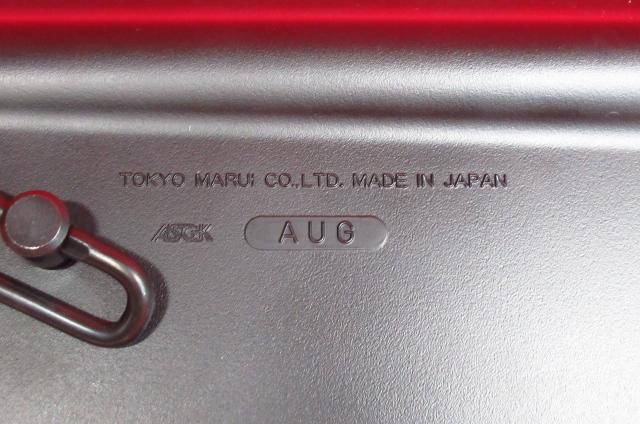 TOKYO MARUI CO.,LTD. MADE IN JAPAN
ASGK AUG